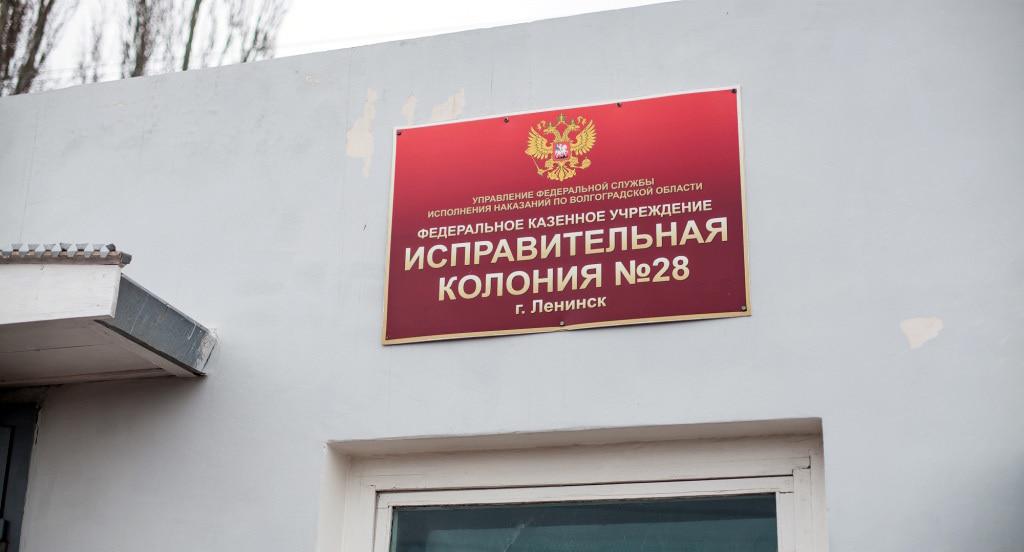 УПРАВЛЕНИЕ ФЕДЕРАЛЬНОЙ СЛУЖБЫ
ИСПОЛНЕНИЯ НАКАЗАНИЙ ПО ВОЛГОГРАДСКОЙ ОБЛАСТИ
ФЕДЕРАЛЬНОЕ КАЗЕННОЕ УЧРЕЖДЕНИЕ
ИСПРАВИТЕЛЬНАЯ
КОЛОНИЯ №28
г. Ленинск